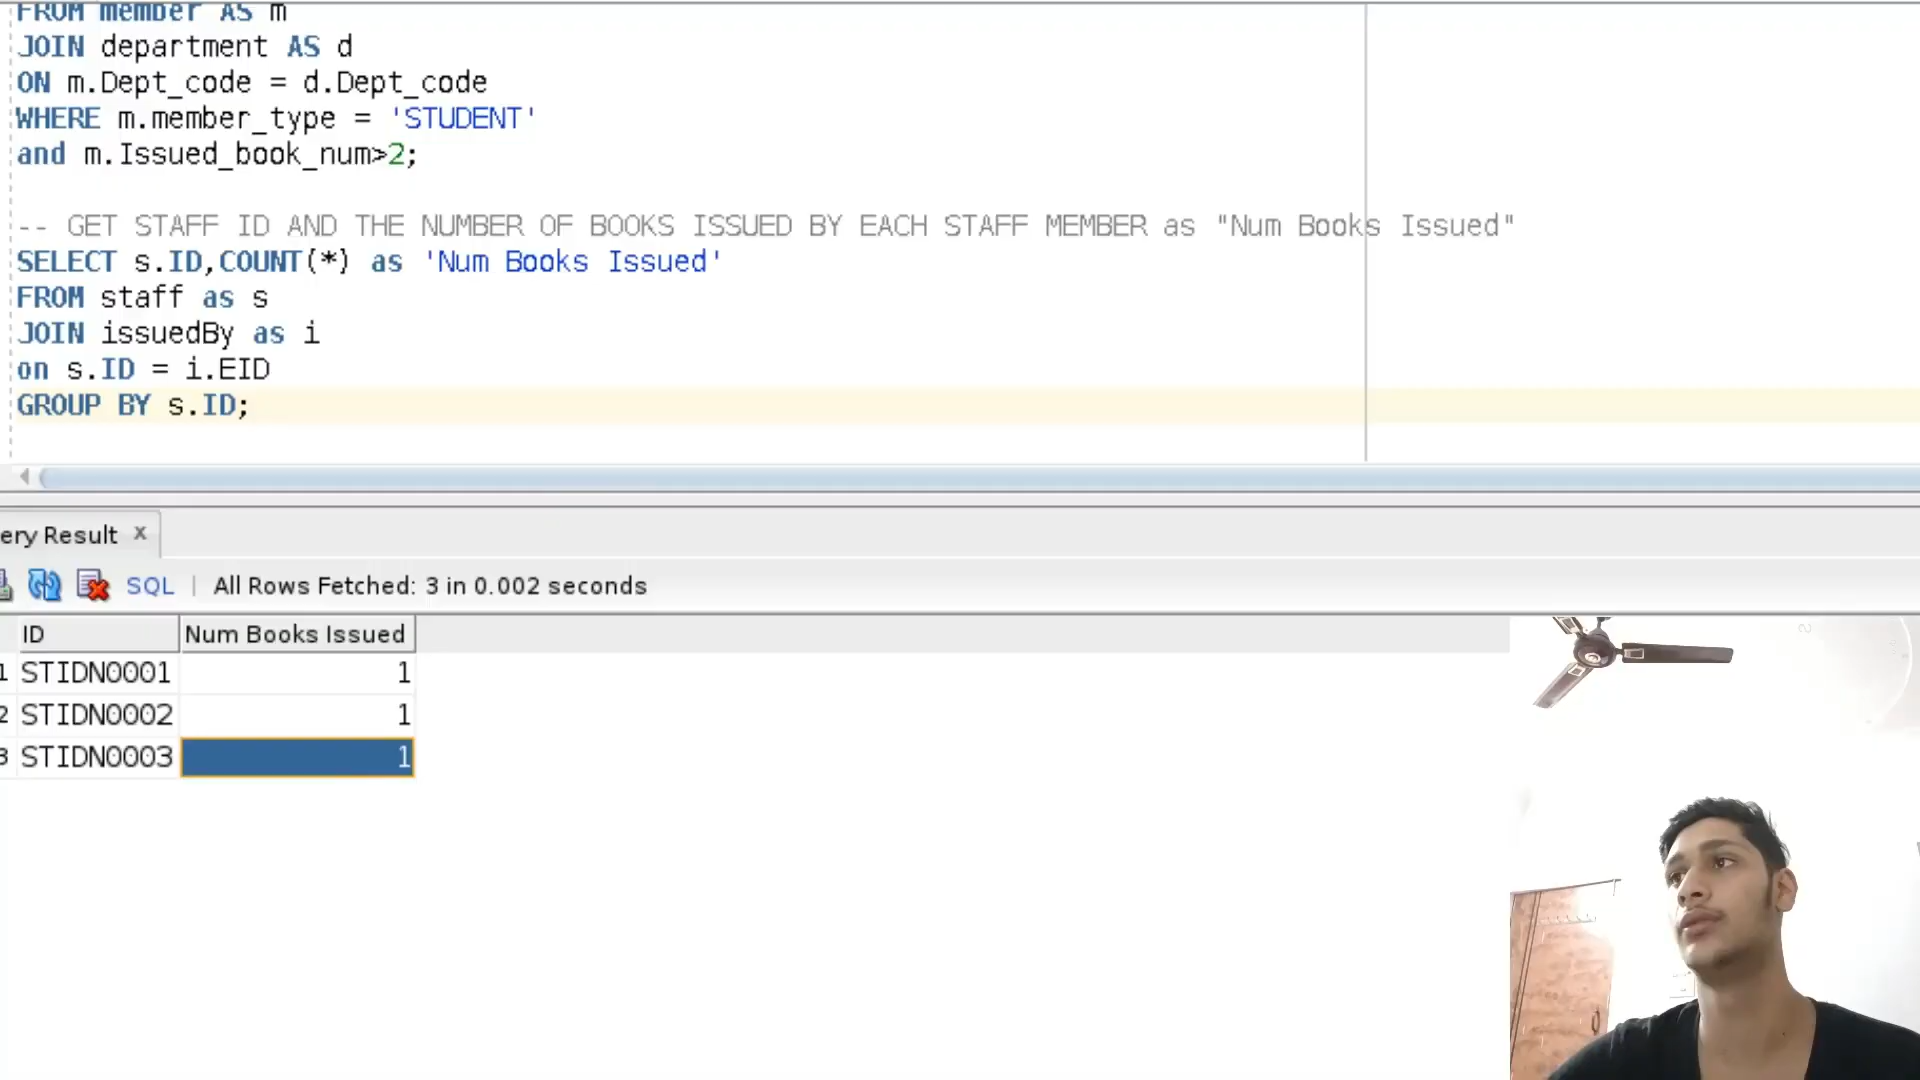 FROM member AS m
JOIN department AS d
ON m.Dept_code = d.Dept_code
WHERE m.member_type = 'STUDENT'
and m.Issued_book_num>2;
-- GET STAFF ID AND THE NUMBER OF BOOKS ISSUED BY EACH STAFF MEMBER as "Num Books Issued"
SELECT s.ID,COUNT(*) as 'Num Books Issued'
FROM staff as s
JOIN issuedBy as i
on s.ID = i.EID
GROUP BY s.ID;
ery Result x
SQL | All Rows Fetched: 3 in 0.002 seconds
ID Num Books Issued
1 STIDN0001 1
2 STIDN0002 1
3 STIDN0003 1